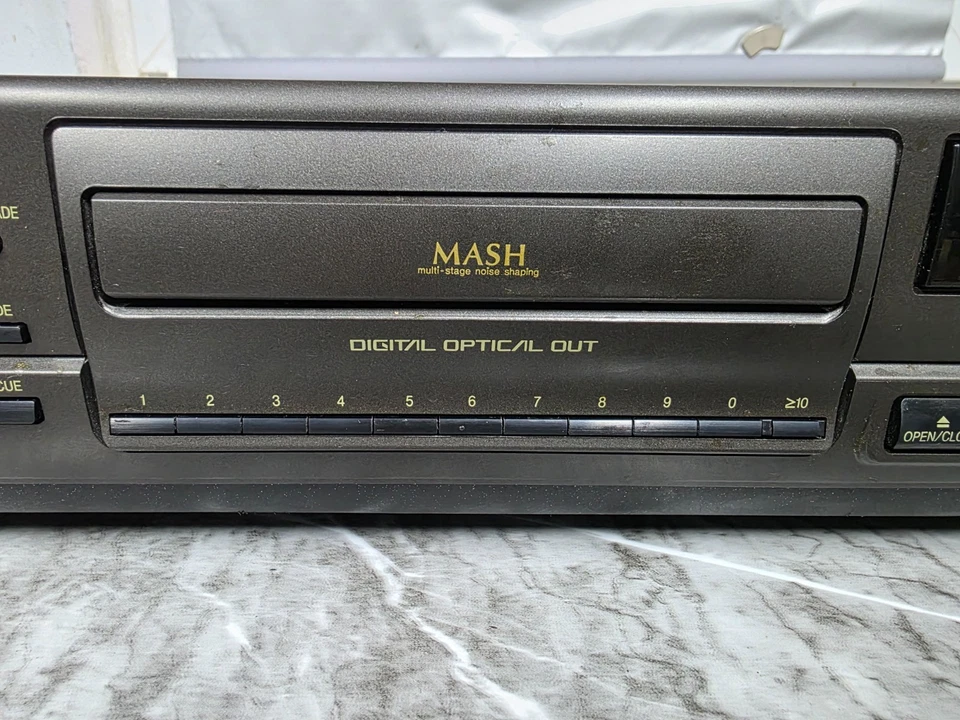 MASH
multi-stage noise shaping
DIGITAL OPTICAL OUT
1 2 3 4 5 6 7 8 9 0 ≥10
CUE